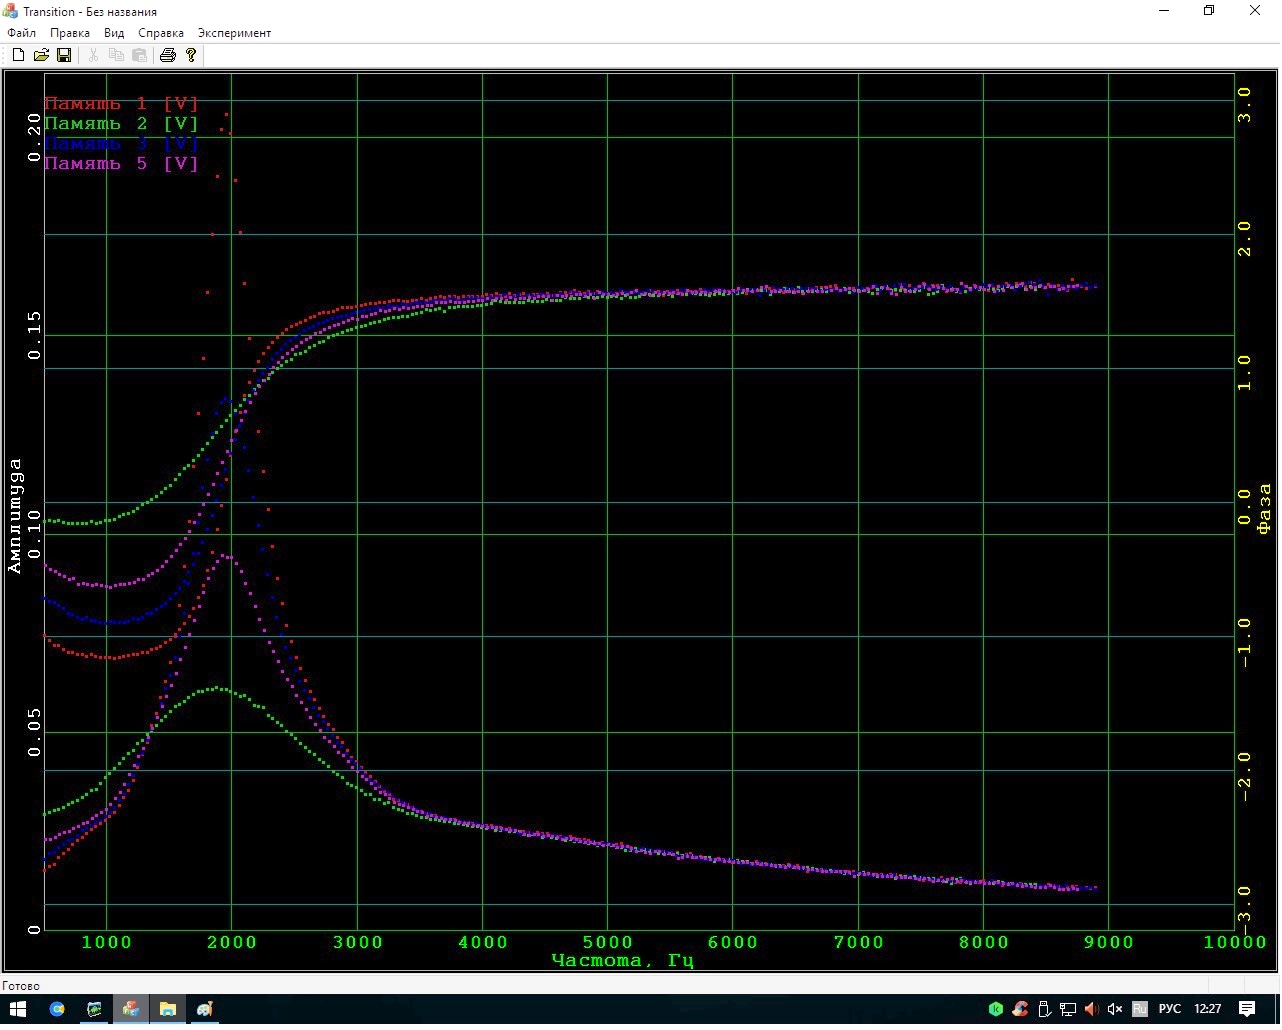 Transition - Без названия
Файл Правка Вид Справка Эксперимент
Память 1 [V]
Память 2 [V]
Память 3 [V]
Память 5 [V]
Амплитуда
0.20
0.15
0.10
0.05
0
3.0
2.0
1.0
0.0
-1.0
-2.0
-3.0
Фаза
1000 2000 3000 4000 5000 6000 7000 8000 9000 10000
Частота, Гц
Готово
Ru РУС 12:27